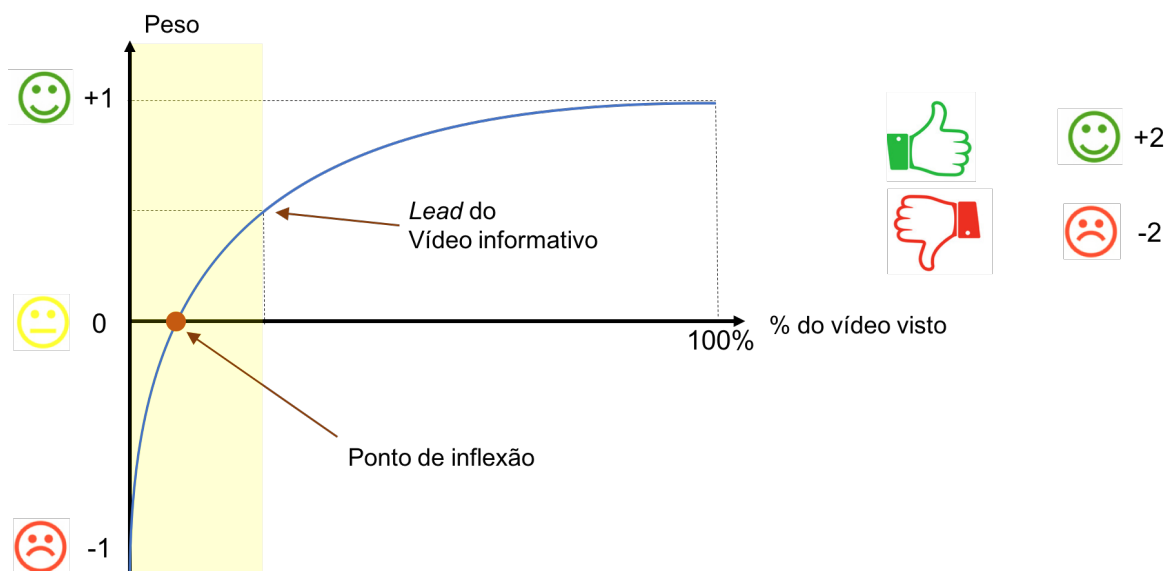 Peso
+1
+2
Lead do
Vídeo informativo
-2
0
% do vídeo visto
100%
Ponto de inflexão
-1